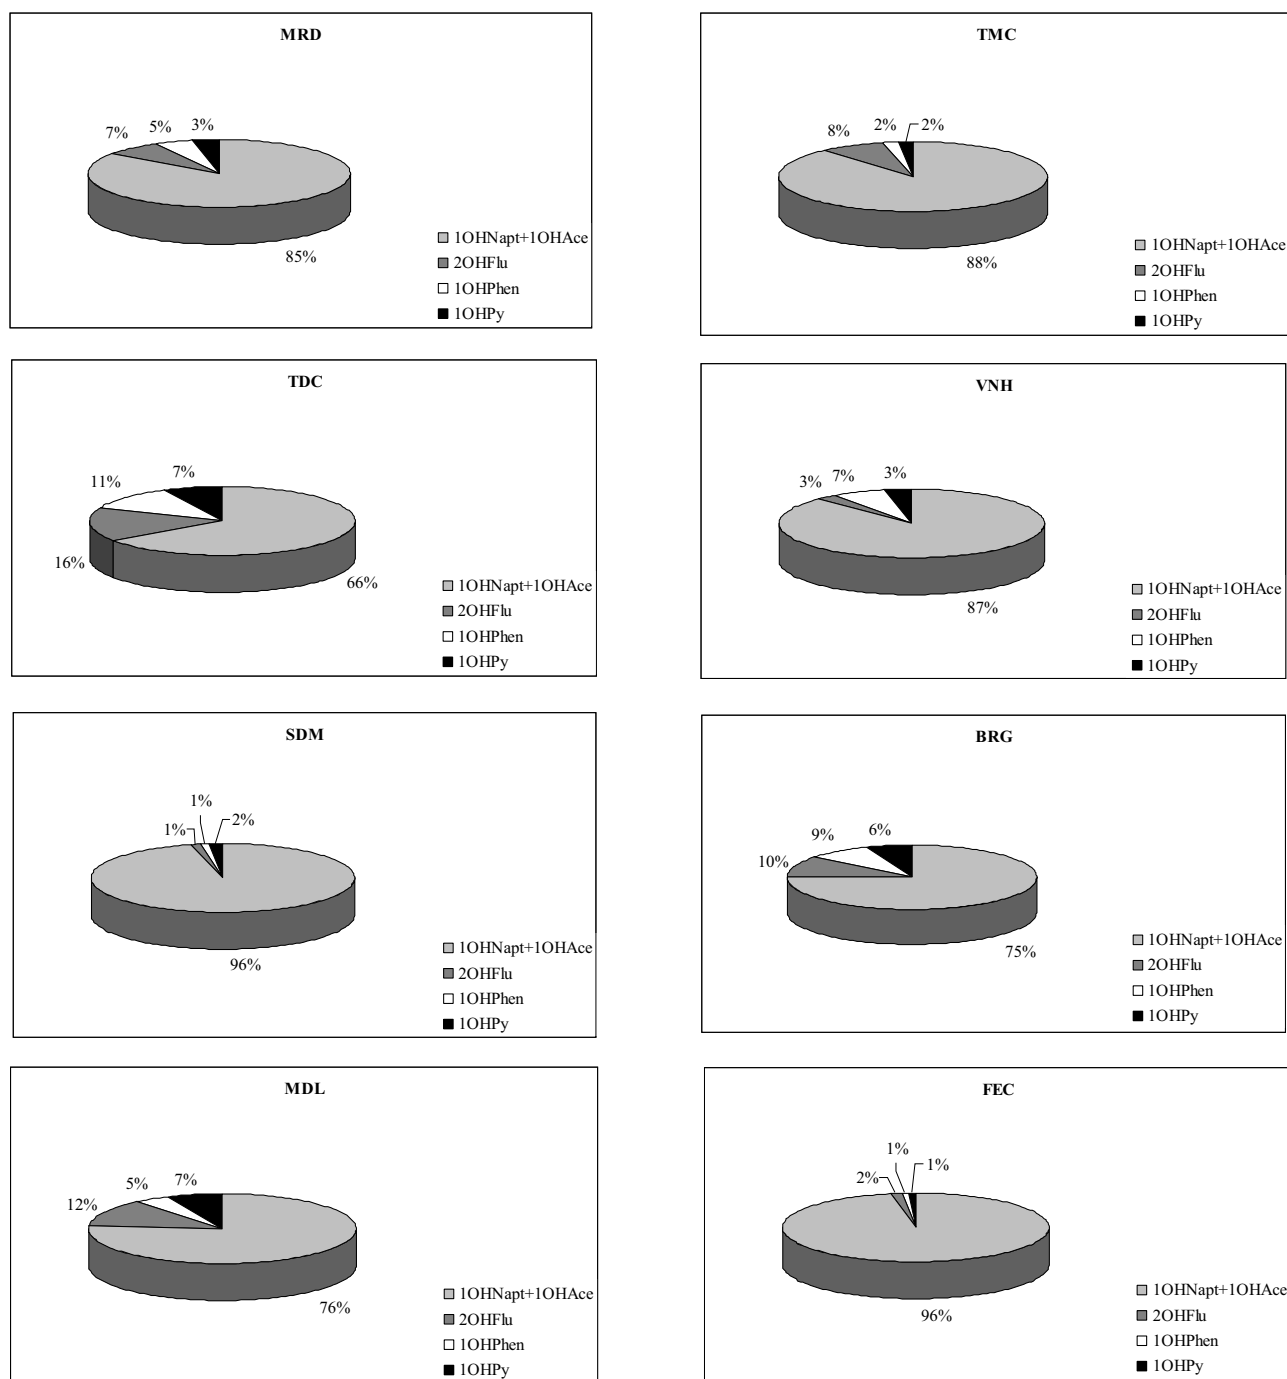 MRD
7%
5%
3%
85%
1OHNapt+1OHAce
2OHFlu
1OHPhen
1OHPy
TMC
8%
2%
2%
88%
1OHNapt+1OHAce
2OHFlu
1OHPhen
1OHPy
TDC
11%
7%
16%
66%
1OHNapt+1OHAce
2OHFlu
1OHPhen
1OHPy
VNH
3%
7%
3%
87%
1OHNapt+1OHAce
2OHFlu
1OHPhen
1OHPy
SDM
1%
1%
2%
96%
1OHNapt+1OHAce
2OHFlu
1OHPhen
1OHPy
BRG
10%
9%
6%
75%
1OHNapt+1OHAce
2OHFlu
1OHPhen
1OHPy
MDL
12%
5%
7%
76%
1OHNapt+1OHAce
2OHFlu
1OHPhen
1OHPy
FEC
2%
1%
1%
96%
1OHNapt+1OHAce
2OHFlu
1OHPhen
1OHPy